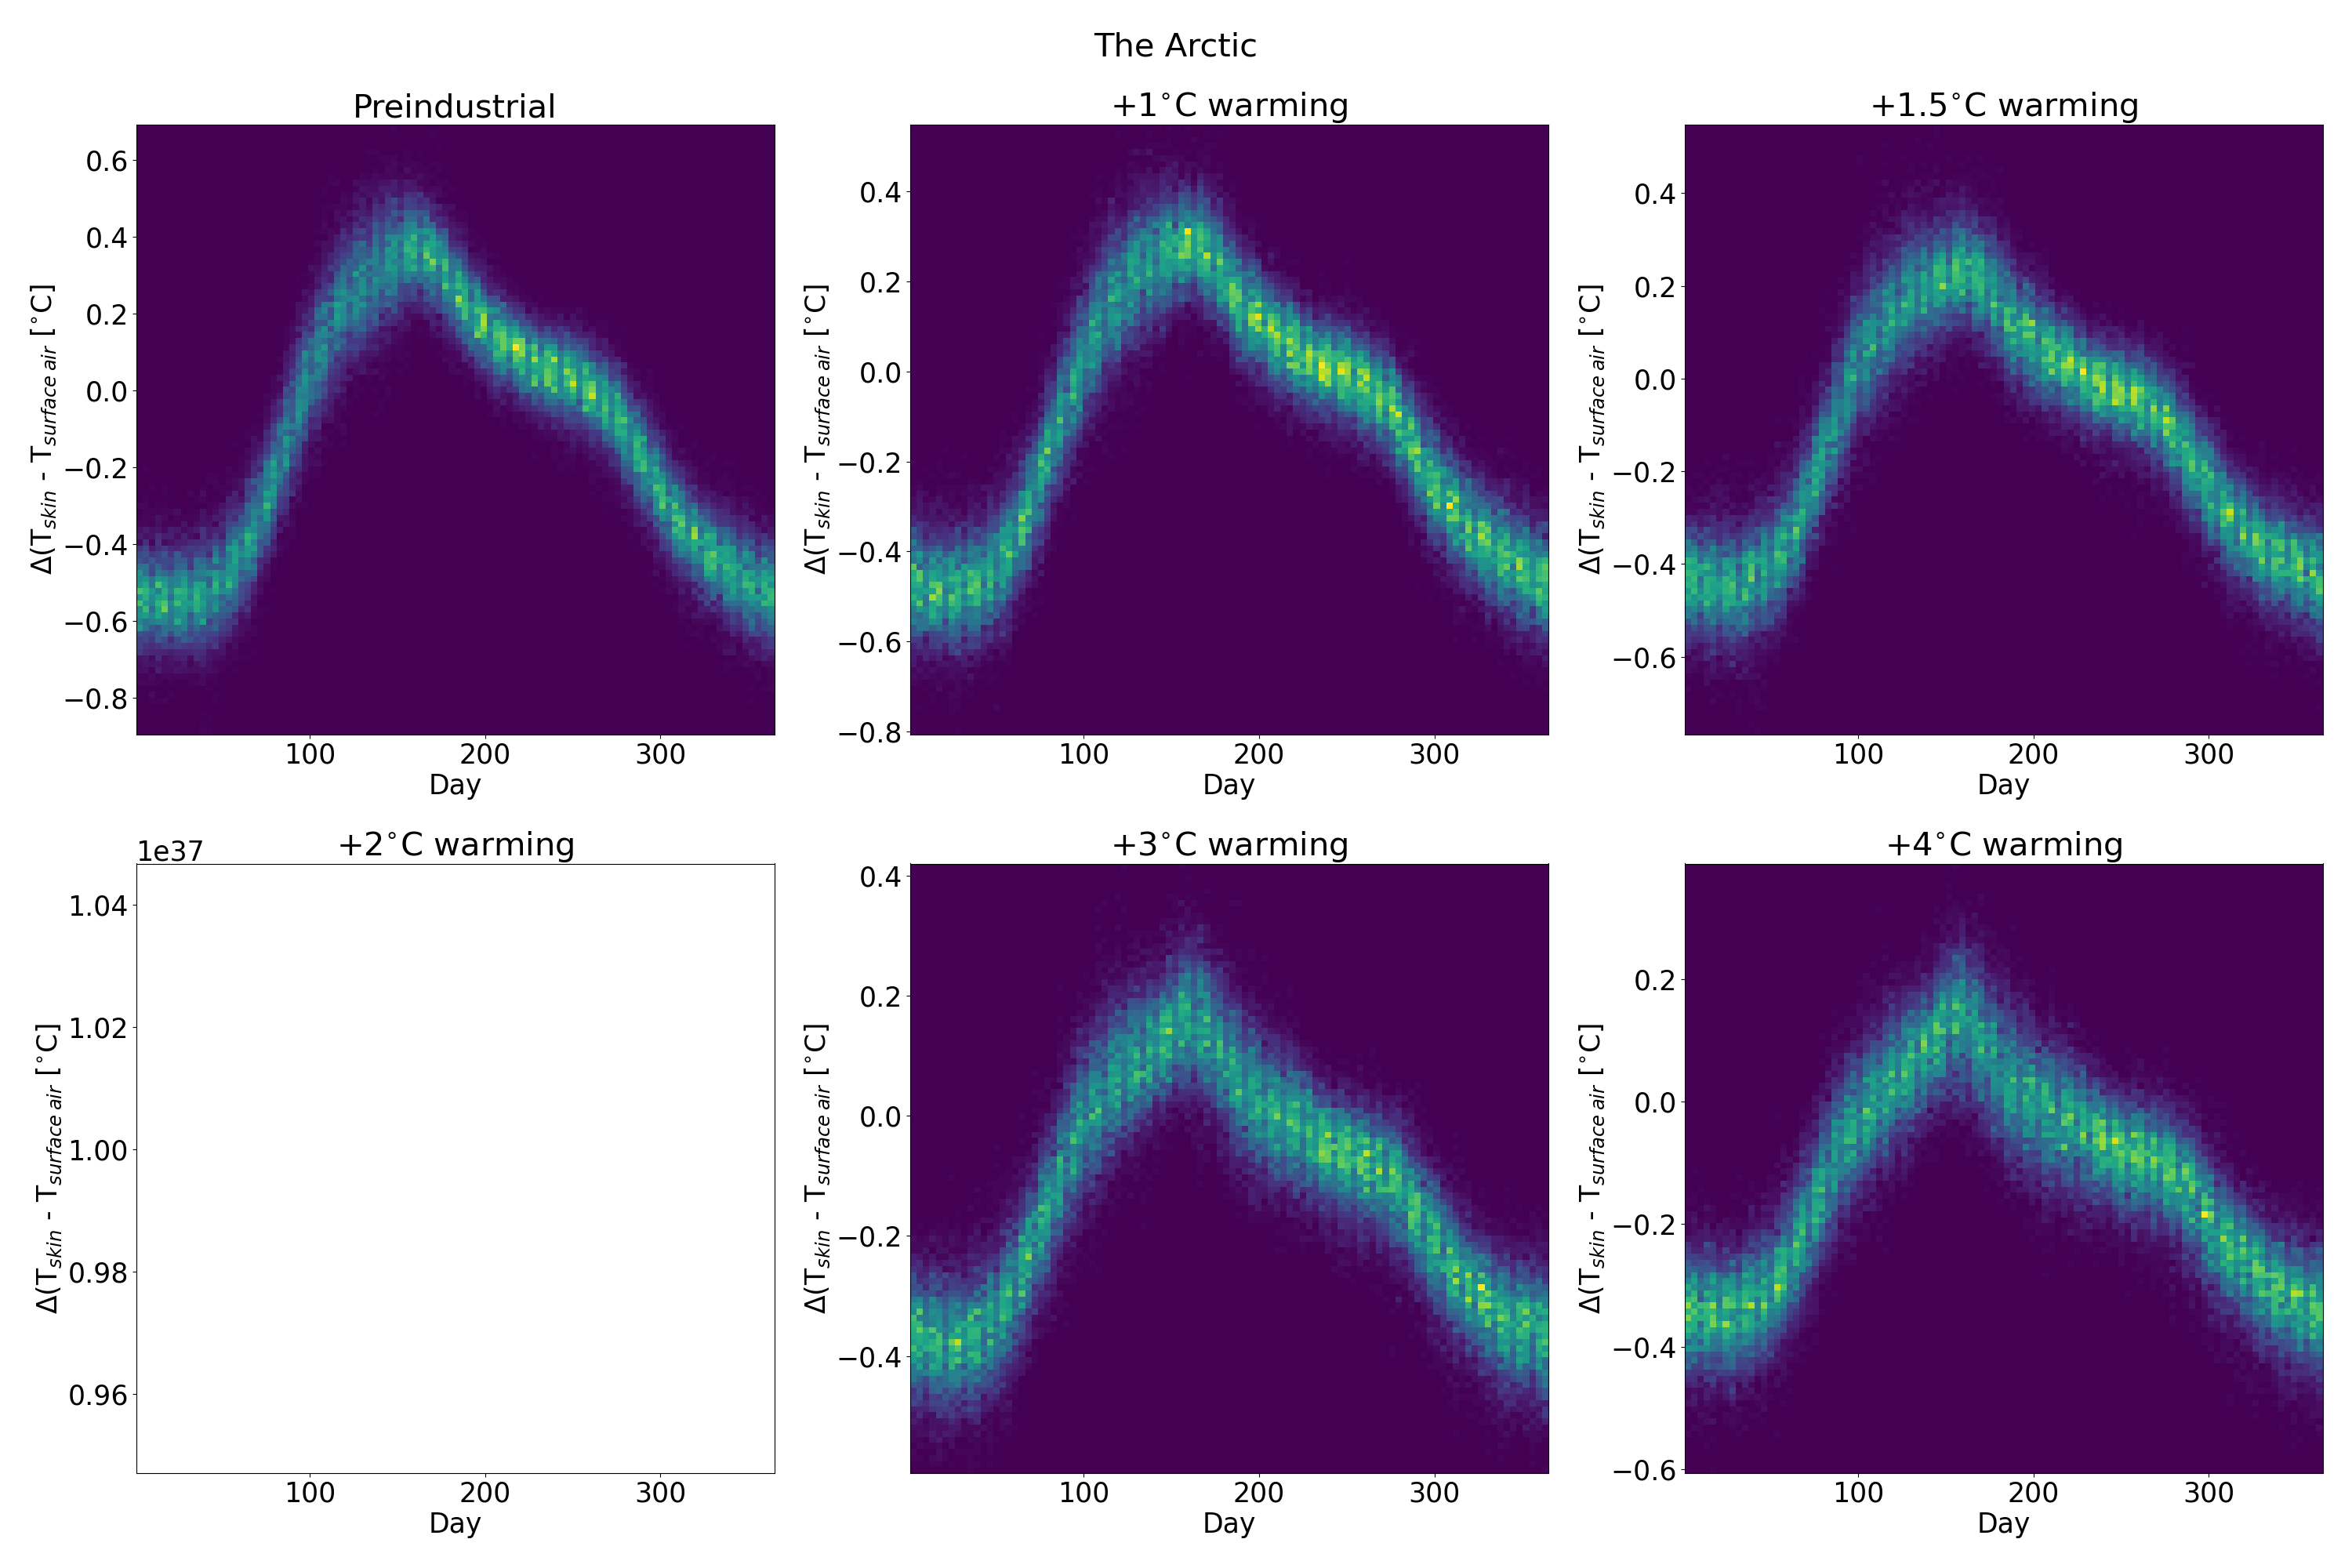 The Arctic
Preindustrial
+1°C warming
+1.5°C warming
0.6
0.4
0.2
0.0
−0.2
−0.4
−0.6
−0.8
Δ(T_skin - T_surface air [°C]
100 200 300
Day
0.4
0.2
0.0
−0.2
−0.4
−0.6
−0.8
Δ(T_skin - T_surface air [°C]
100 200 300
Day
0.4
0.2
0.0
−0.2
−0.4
−0.6
Δ(T_skin - T_surface air [°C]
100 200 300
Day
+2°C warming
+3°C warming
+4°C warming
1e37
1.04
1.02
1.00
0.98
0.96
Δ(T_skin - T_surface air [°C]
100 200 300
Day
0.4
0.2
0.0
−0.2
−0.4
Δ(T_skin - T_surface air [°C]
100 200 300
Day
0.2
0.0
−0.2
−0.4
−0.6
Δ(T_skin - T_surface air [°C]
100 200 300
Day